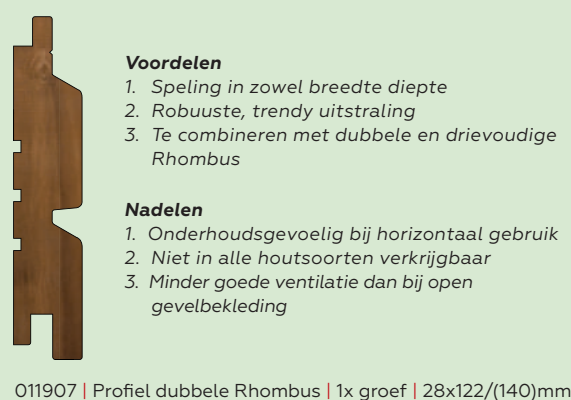 Voordelen
1. Speling in zowel breedte diepte
2. Robuuste, trendy uitstraling
3. Te combineren met dubbele en drievoudige
Rhombus
Nadelen
1. Onderhoudsgevoelig bij horizontaal gebruik
2. Niet in alle houtsoorten verkrijgbaar
3. Minder goede ventilatie dan bij open
gevelbekleding
011907 | Profiel dubbele Rhombus | 1x groef | 28x122/(140)mm